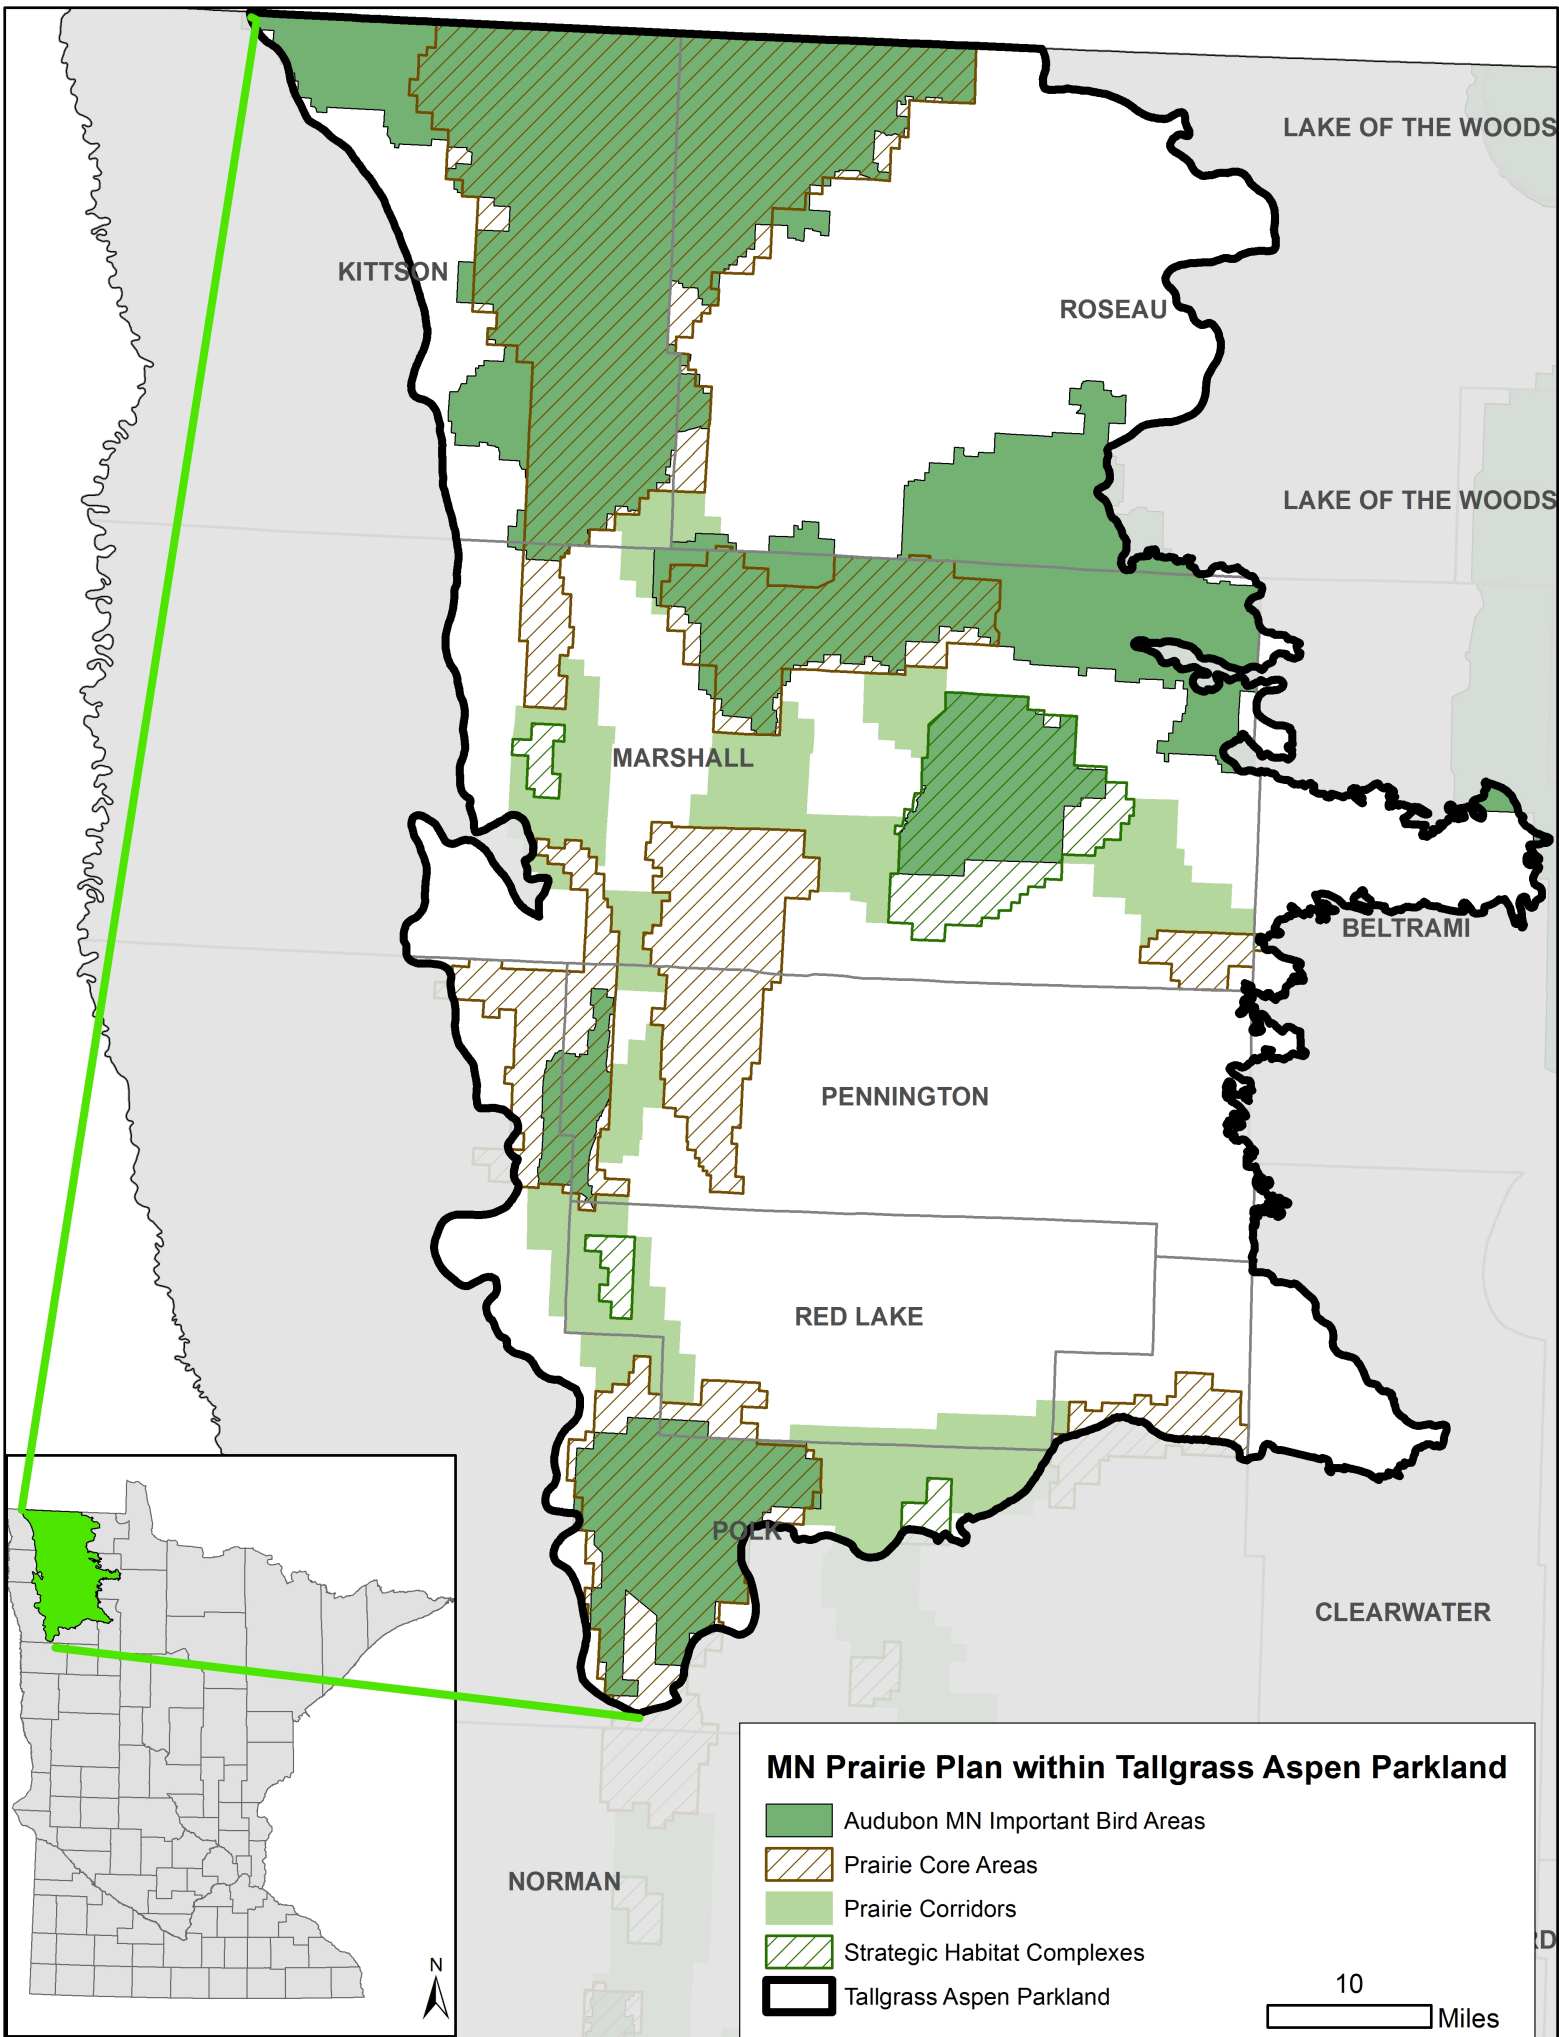 LAKE OF THE WOODS
KITTSON
ROSEAU
LAKE OF THE WOODS
MARSHALL
BELTRAMI
PENNINGTON
RED LAKE
POLK
CLEARWATER
MN Prairie Plan within Tallgrass Aspen Parkland
Audubon MN Important Bird Areas
Prairie Core Areas
NORMAN
Prairie Corridors
Strategic Habitat Complexes
N
Tallgrass Aspen Parkland
10
Miles